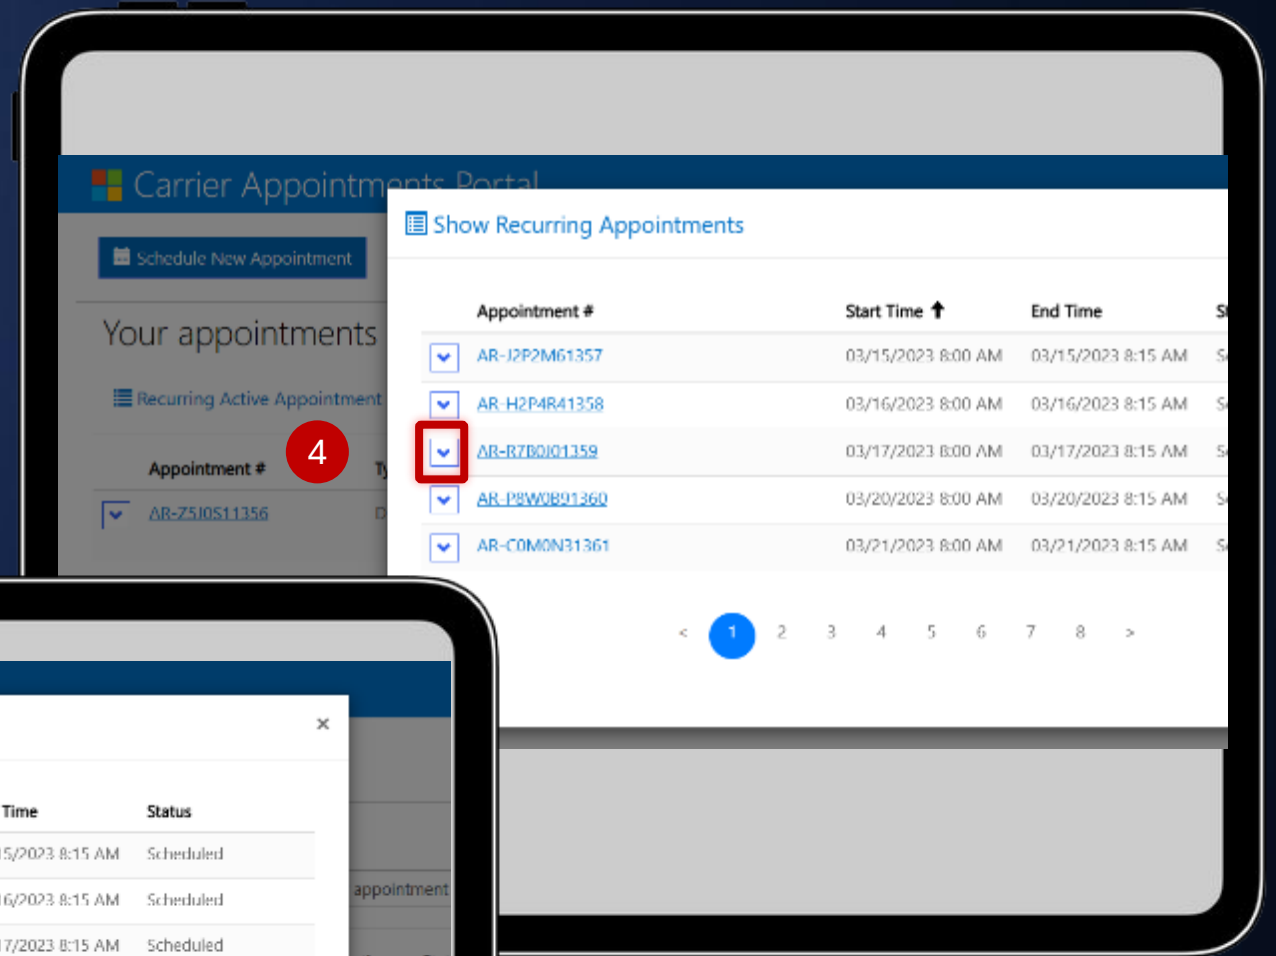 Carrier Appointments Portal
Show Recurring Appointments
Schedule New Appointment
Your appointments
Recurring Active Appointment
4
Appointment #
AR-Z5J0S11356
D
Appointment # Start Time End Time
AR-J2P2M61357 03/15/2023 8:00 AM 03/15/2023 8:15 AM
AR-H2P4R41358 03/16/2023 8:00 AM 03/16/2023 8:15 AM
AR-R7B0J01359 03/17/2023 8:00 AM 03/17/2023 8:15 AM
AR-P8W0B91360 03/20/2023 8:00 AM 03/20/2023 8:15 AM
AR-C0M0N31361 03/21/2023 8:00 AM 03/21/2023 8:15 AM
< 1 2 3 4 5 6 7 8 >
×
Time Status
15/2023 8:15 AM Scheduled
16/2023 8:15 AM Scheduled
17/2023 8:15 AM Scheduled
appointment